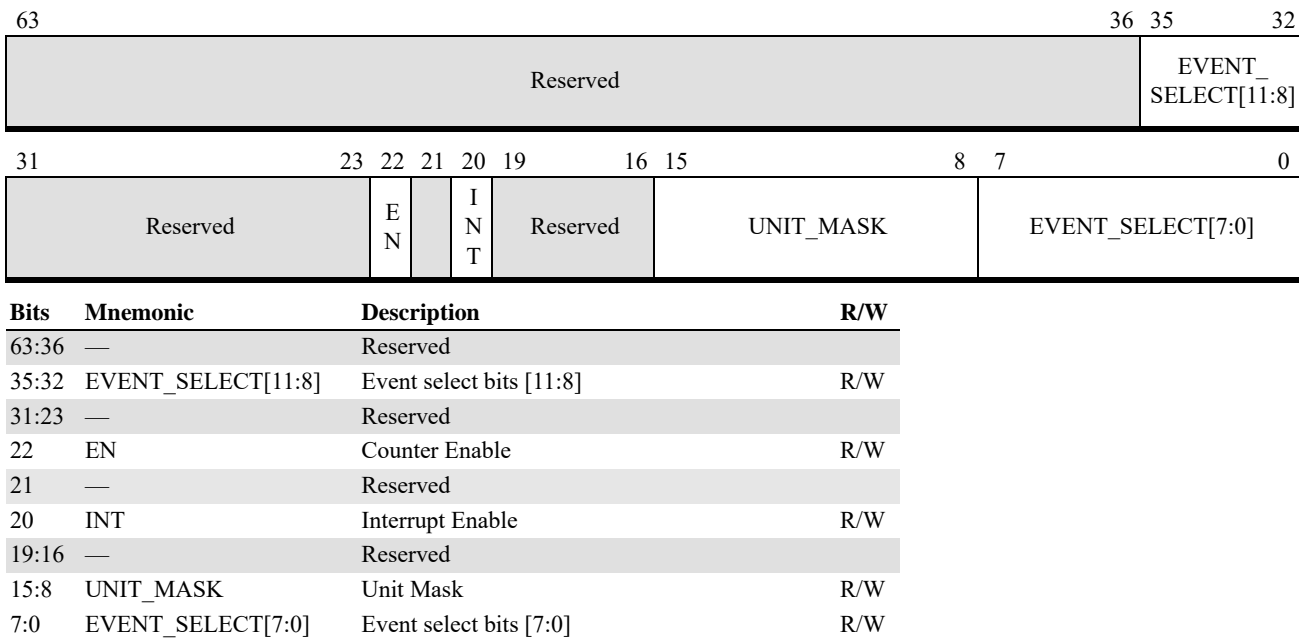 63 36 35 32
Reserved EVENT_
SELECT[11:8]
31 23 22 21 20 19 16 15 8 7 0
Reserved E
N I
N
T Reserved UNIT_MASK EVENT_SELECT[7:0]
Bits Mnemonic Description R/W
63:36 — Reserved
35:32 EVENT_SELECT[11:8] Event select bits [11:8] R/W
31:23 — Reserved
22 EN Counter Enable R/W
21 — Reserved
20 INT Interrupt Enable R/W
19:16 — Reserved
15:8 UNIT_MASK Unit Mask R/W
7:0 EVENT_SELECT[7:0] Event select bits [7:0] R/W